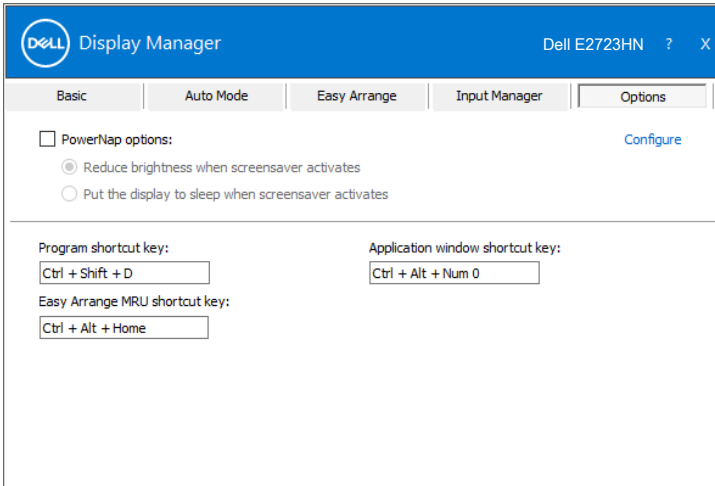 DELL Display Manager Dell E2723HN ? X
Basic Auto Mode Easy Arrange Input Manager Options
PowerNap options: Configure
Reduce brightness when screensaver activates
Put the display to sleep when screensaver activates
Program shortcut key: Application window shortcut key:
Ctrl + Shift + D Ctrl + Alt + Num 0
Easy Arrange MRU shortcut key:
Ctrl + Alt + Home